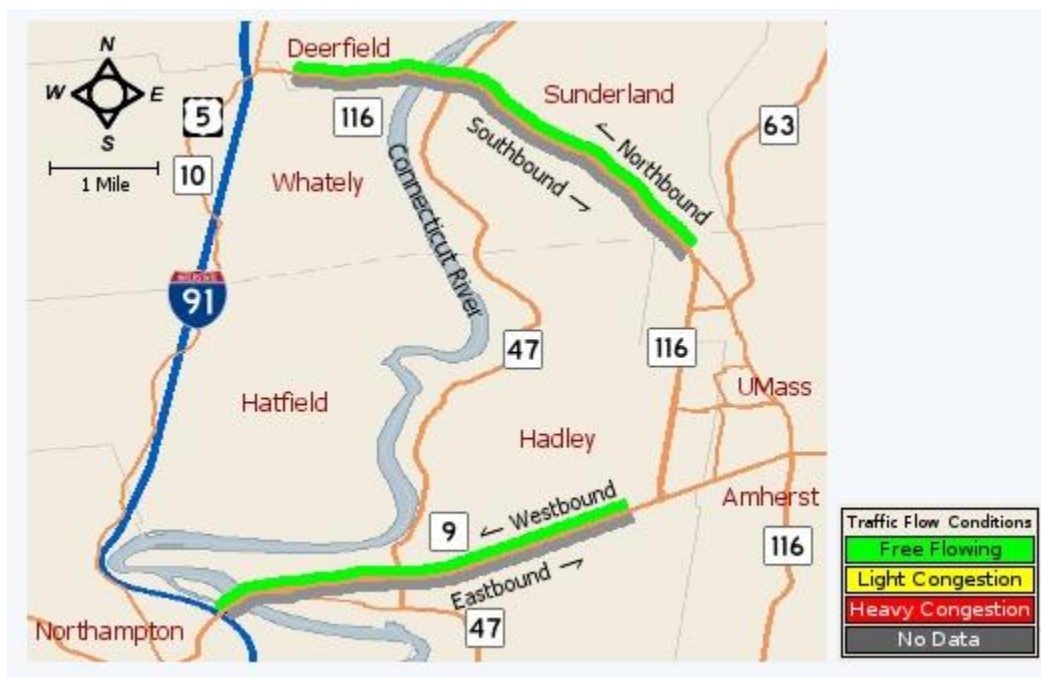 N
W
E
S
1 Mile
Deerfield
5
10
116
Whately
Sunderland
63
Southbound →
← Northbound
Connecticut River
91
47
116
UMass
Hatfield
Hadley
Amherst
← Westbound
9
Eastbound →
116
Northampton
47
Traffic Flow Conditions
Free Flowing
Light Congestion
Heavy Congestion
No Data